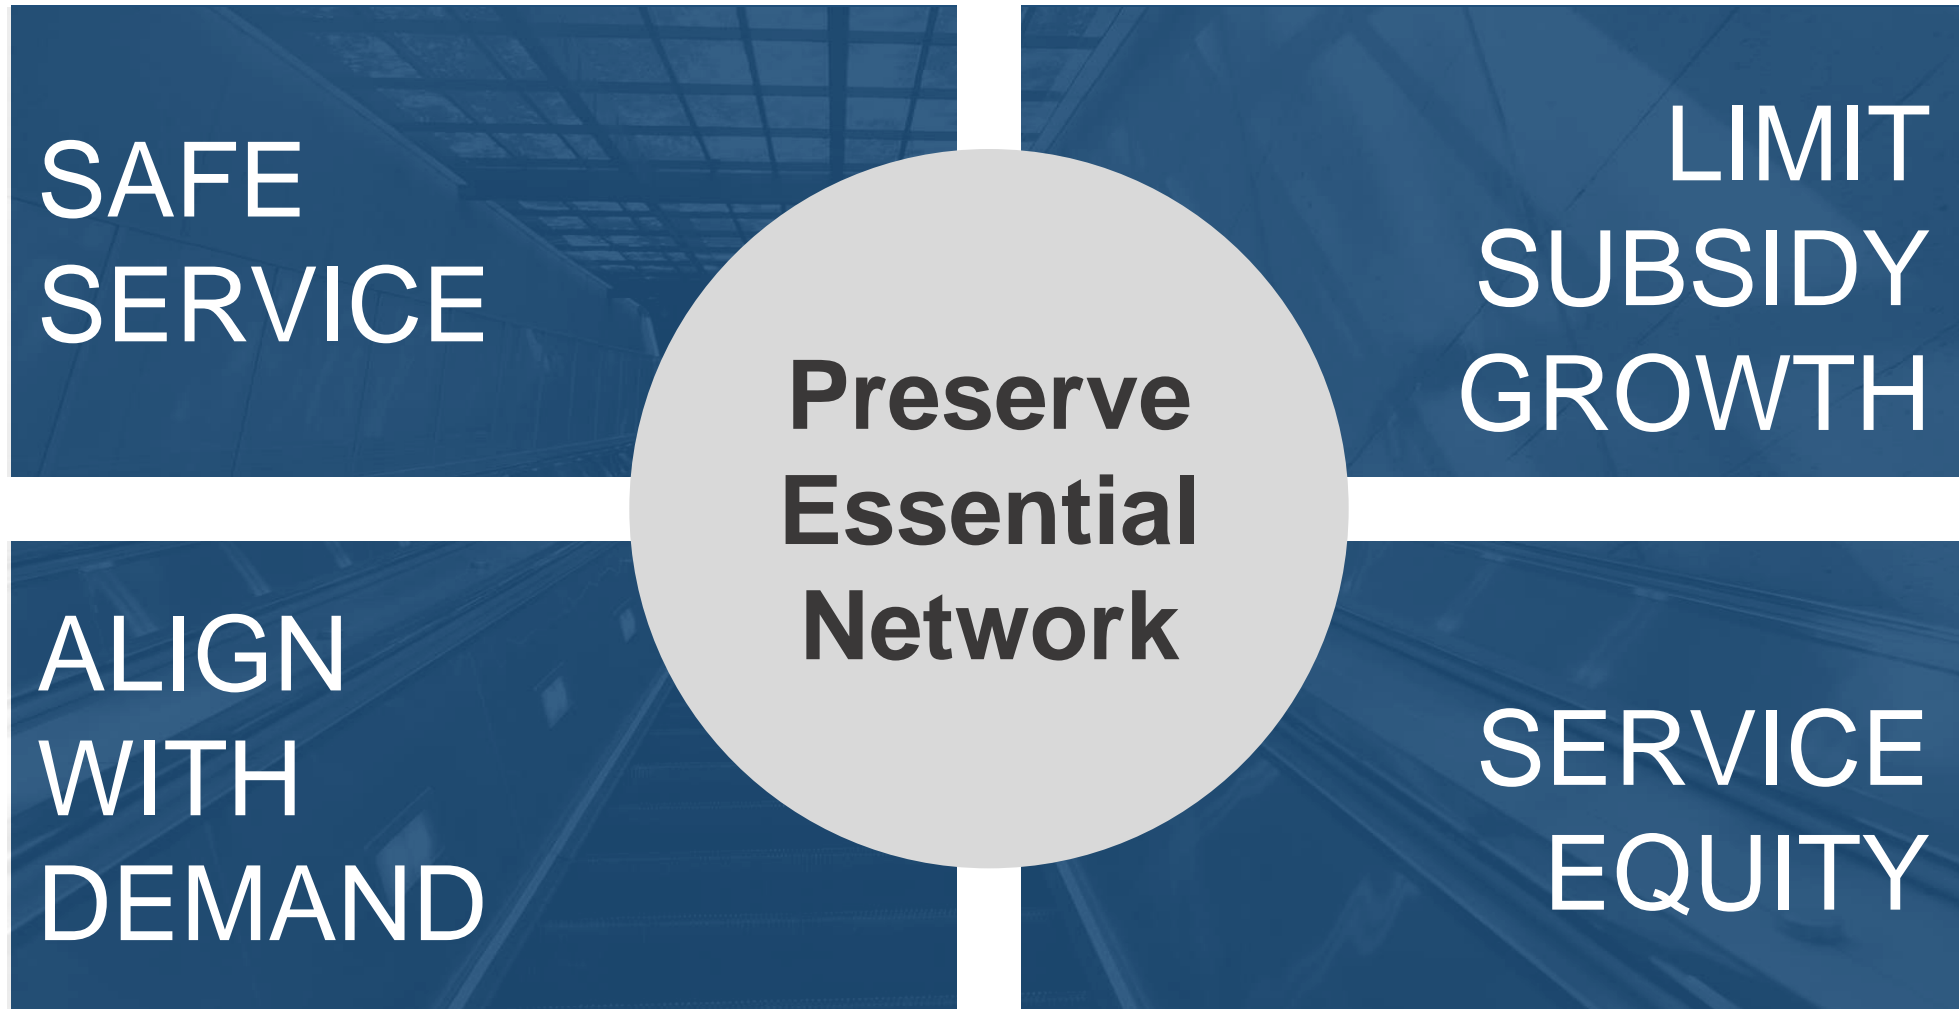 SAFE
SERVICE
LIMIT
SUBSIDY
GROWTH
Preserve
Essential
Network
ALIGN
WITH
DEMAND
SERVICE
EQUITY